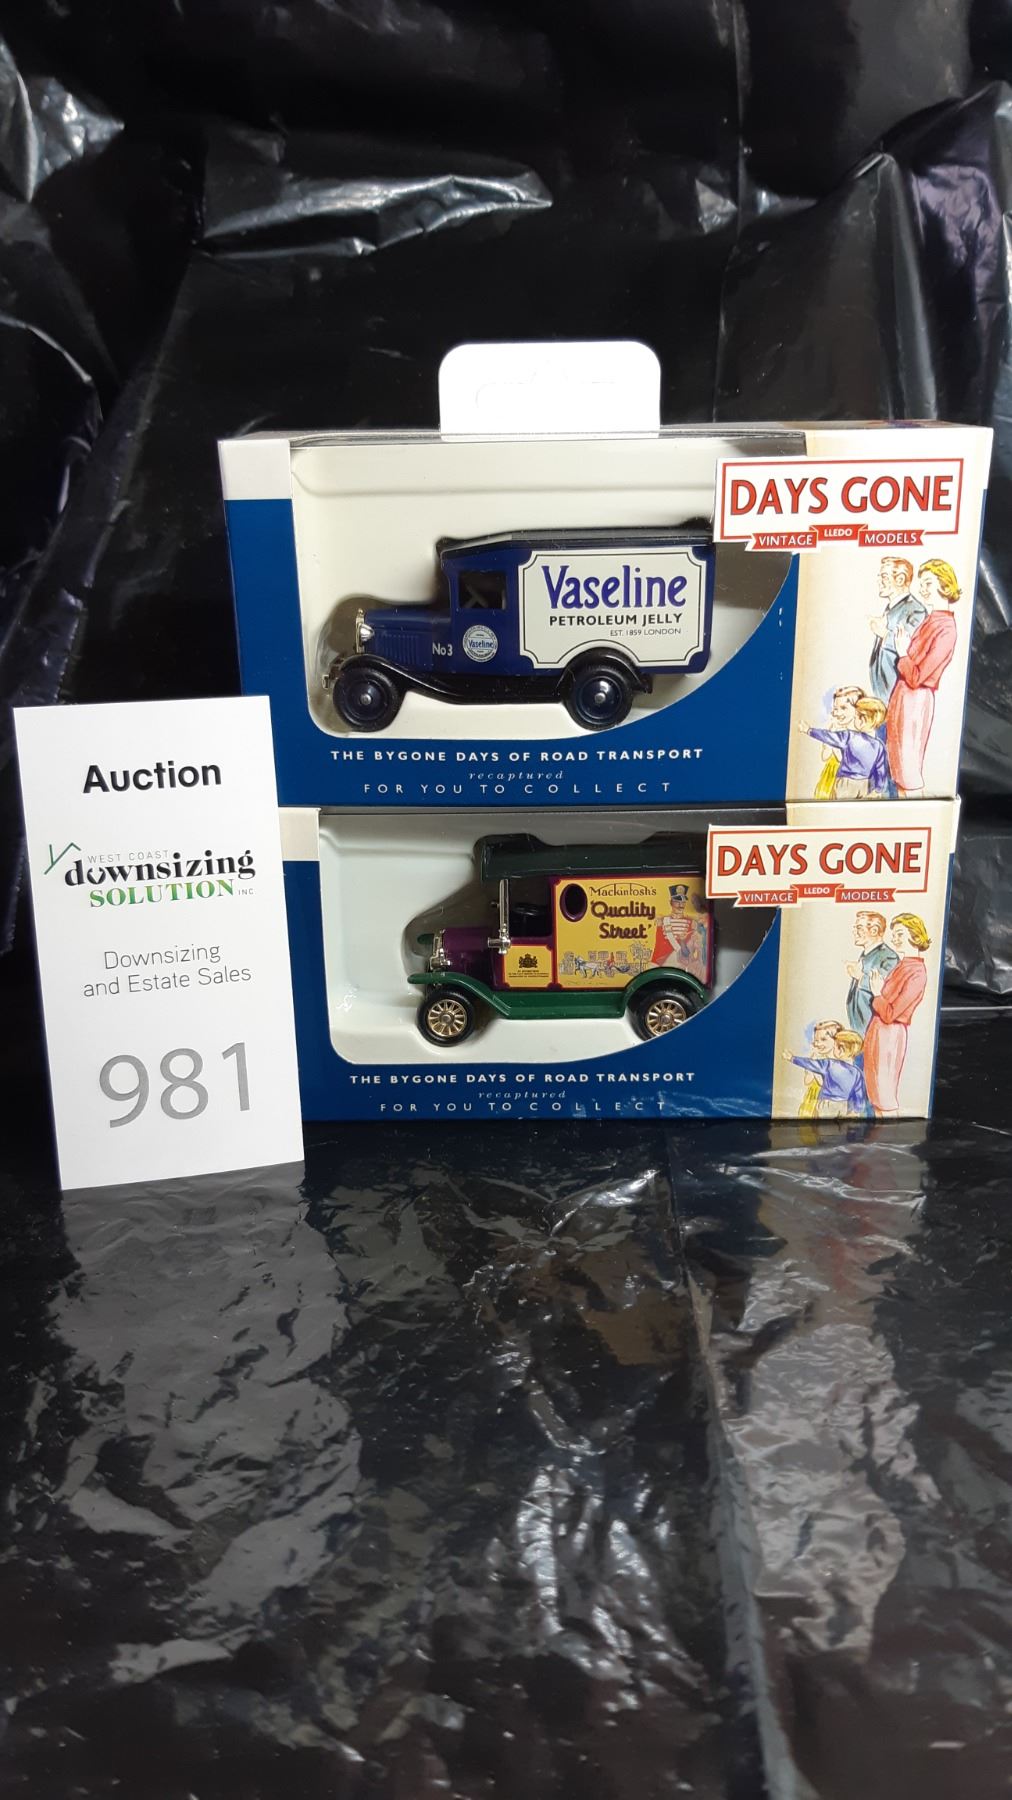 DAYS GONE
VINTAGE LLEDO MODELS
Vaseline
PETROLEUM JELLY
EST. 1859 LONDON
No3
Vaseline
THE BYGONE DAYS OF ROAD TRANSPORT
recaptured
FOR YOU TO COLLECT
Auction
WEST COAST
downsizing
SOLUTION INC
Downsizing
and Estate Sales
981
DAYS GONE
VINTAGE LLEDO MODELS
Mackintosh's
'Quality
Street'
THE BYGONE DAYS OF ROAD TRANSPORT
recaptured
FOR YOU TO COLLECT